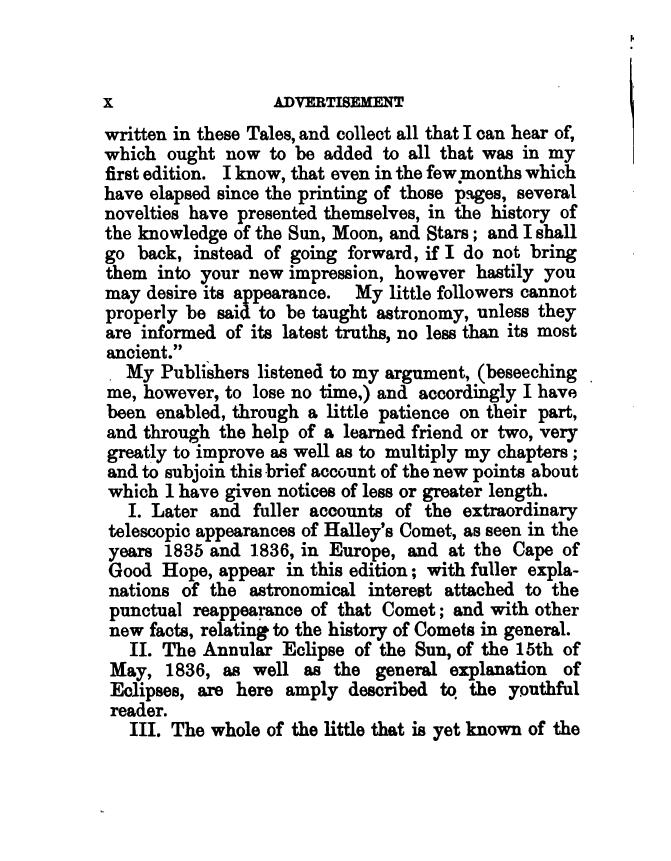 x ADVERTISEMENT
written in these Tales, and collect all that I can hear of,
which ought now to be added to all that was in my
first edition. I know, that even in the few months which
have elapsed since the printing of those pages, several
novelties have presented themselves, in the history of
the knowledge of the Sun, Moon, and Stars; and I shall
go back, instead of going forward, if I do not bring
them into your new impression, however hastily you
may desire its appearance. My little followers cannot
properly be said to be taught astronomy, unless they
are informed of its latest truths, no less than its most
ancient.”
My Publishers listened to my argument, (beseeching
me, however, to lose no time,) and accordingly I have
been enabled, through a little patience on their part,
and through the help of a learned friend or two, very
greatly to improve as well as to multiply my chapters;
and to subjoin this brief account of the new points about
which I have given notices of less or greater length.
I. Later and fuller accounts of the extraordinary
telescopic appearances of Halley’s Comet, as seen in the
years 1835 and 1836, in Europe, and at the Cape of
Good Hope, appear in this edition; with fuller expla-
nations of the astronomical interest attached to the
punctual reappearance of that Comet; and with other
new facts, relating to the history of Comets in general.
II. The Annular Eclipse of the Sun, of the 15th of
May, 1836, as well as the general explanation of
Eclipses, are here amply described to the youthful
reader.
III. The whole of the little that is yet known of the